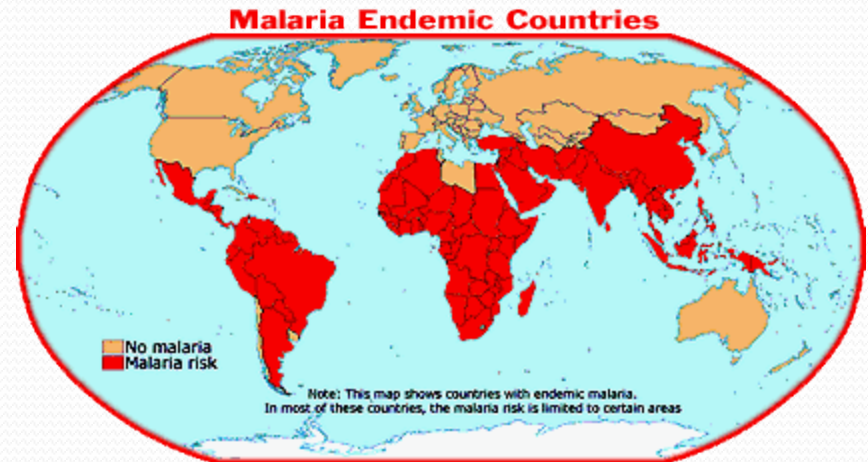 Malaria Endemic Countries
No malaria
Malaria risk
Note: This map shows countries with endemic malaria.
In most of these countries, the malaria risk is limited to certain areas